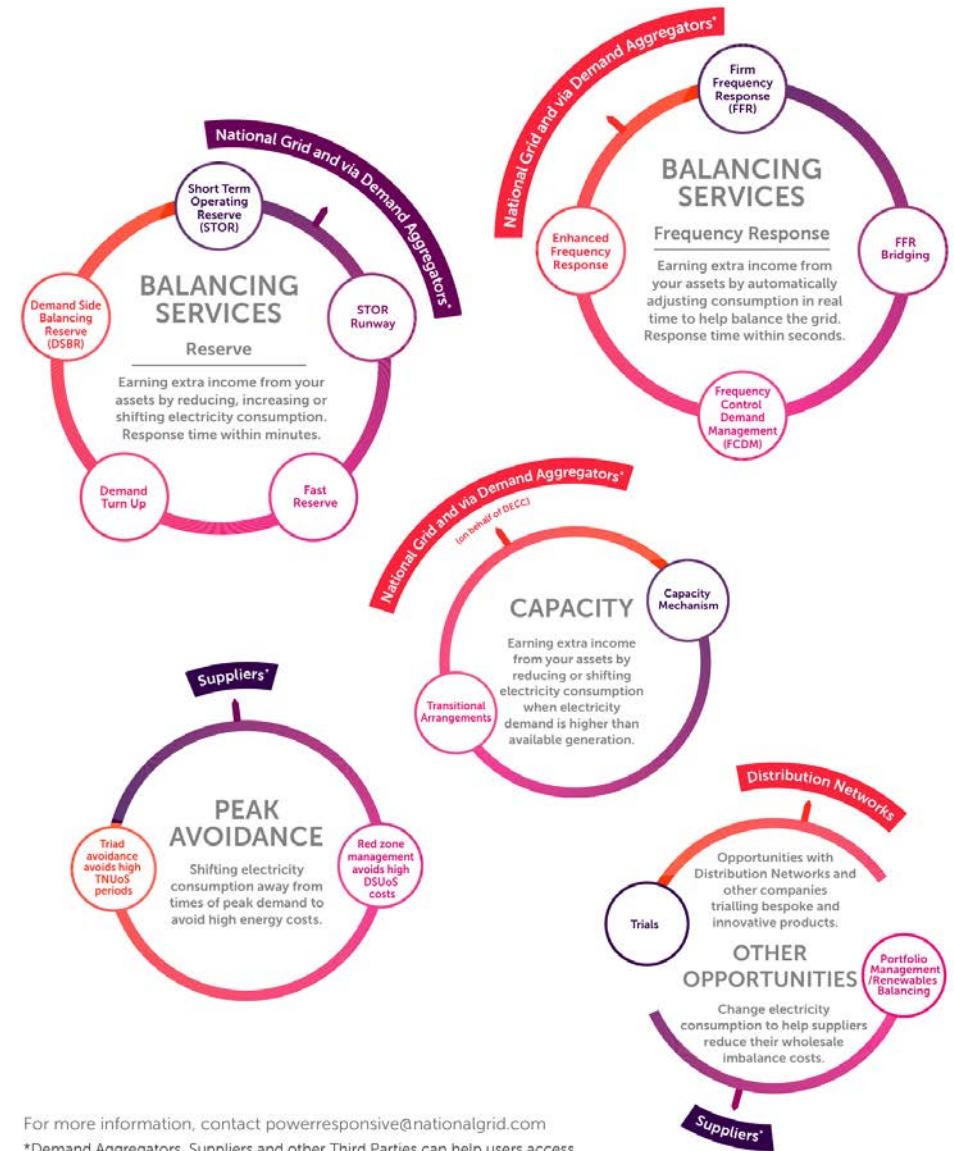 National Grid and via Demand Aggregators*
Short Term
Operating
Reserve
(STOR)
Demand Side
Balancing
Reserve
(DSBR)
STOR
Runway
BALANCING
SERVICES
Reserve
Earning extra income from your
assets by reducing, increasing or
shifting electricity consumption.
Response time within minutes.
Demand
Turn Up
Fast
Reserve
National Grid and via Demand Aggregators*
Firm
Frequency
Response
(FFR)
BALANCING
SERVICES
Frequency Response
Enhanced
Frequency
Response
FFR
Bridging
Earning extra income from
your assets by automatically
adjusting consumption in real
time to help balance the grid.
Response time within seconds.
Frequency
Control
Demand
Management
(FCDM)
National Grid and via Demand Aggregators*
(on behalf of DECC)
Capacity
Mechanism
CAPACITY
Earning extra income
from your assets by
reducing or shifting
electricity consumption
when electricity
demand is higher than
available generation.
Transitional
Arrangements
Suppliers*
PEAK
AVOIDANCE
Triad
avoidance
avoids high
TNUoS
periods
Shifting electricity
consumption away from
times of peak demand to
avoid high energy costs.
Red zone
management
avoids high
DSUoS
costs
Distribution Networks
Opportunities with
Distribution Networks and
other companies
trialling bespoke and
innovative products.
Trials
OTHER
OPPORTUNITIES
Portfolio
Management
/Renewables
Balancing
Change electricity
consumption to help suppliers
reduce their wholesale
imbalance costs.
Suppliers*
For more information, contact powerresponsive@nationalgrid.com
*Demand Aggregators, Suppliers and other Third Parties can help users access